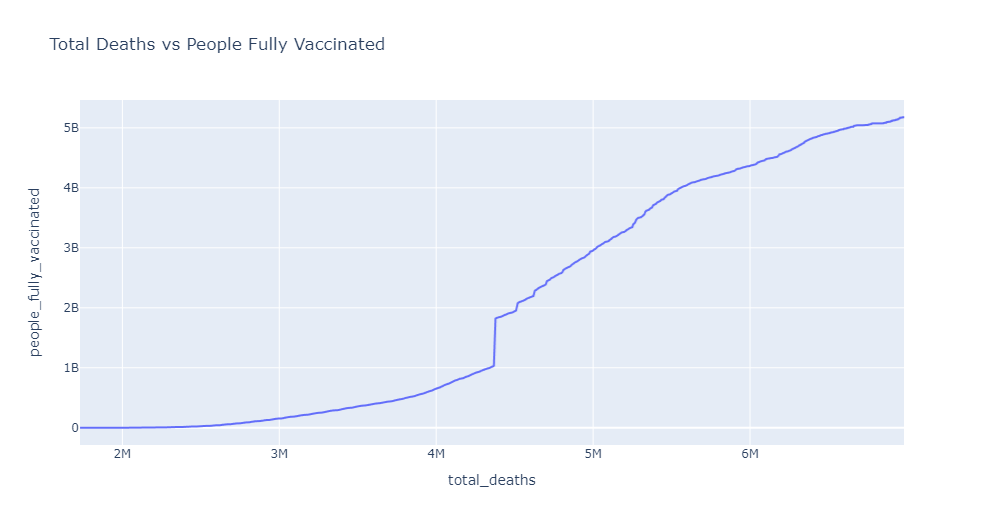 Total Deaths vs People Fully Vaccinated
people_fully_vaccinated
5B
4B
3B
2B
1B
0
2M
3M
4M
5M
6M
total_deaths